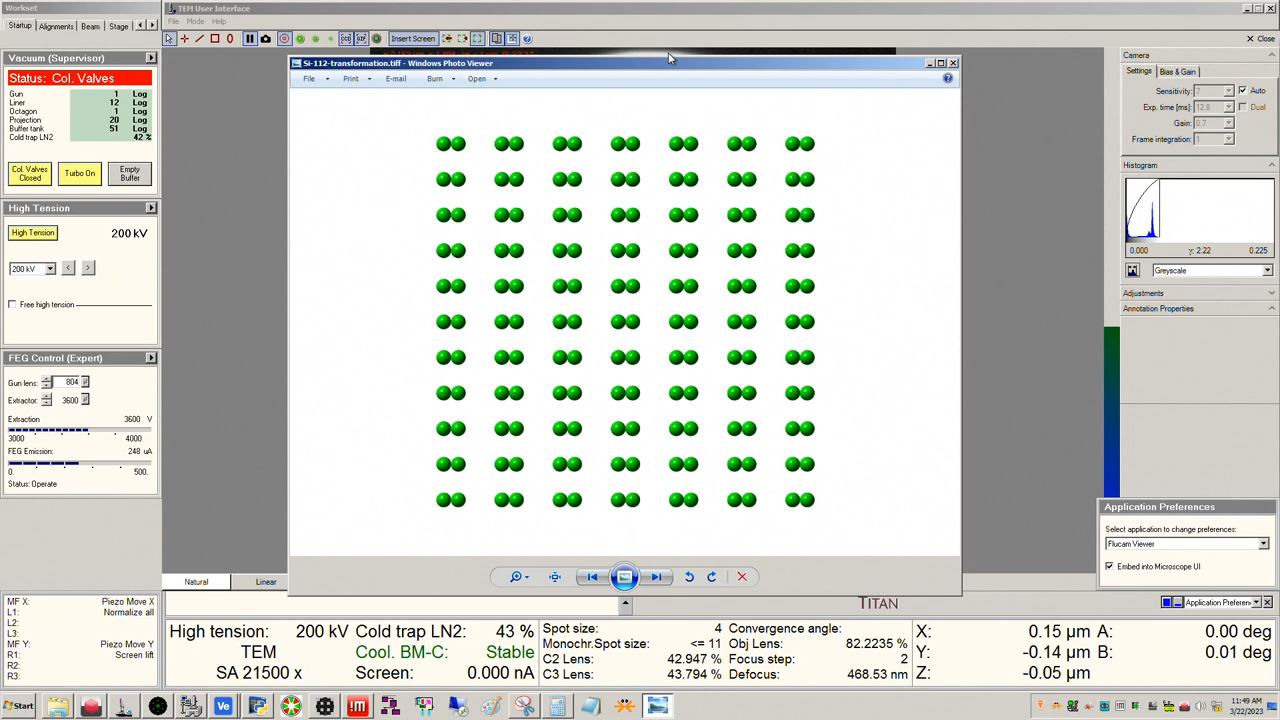 Workset
TEM User Interface
Startup Alignments Beam Stage
File Mode Help
Insert Screen
Close
Vacuum (Supervisor)
Status: Col. Valves
Gun 1 Log
Liner 12 Log
Octagon 1 Log
Projection 20 Log
Buffer tank 51 Log
Cold trap LN2 42 %
Col. Valves Closed
Turbo On
Empty Buffer
High Tension
High Tension 200 kV
200 kV < >
Free high tension
FEG Control (Expert)
Gun lens: 804
Extractor: 3600
Extraction 3600 V
3000 4000
FEG Emission: 248 uA
0. 500.
Status: Operate
Si-112-transformation.tiff - Windows Photo Viewer
File Print E-mail Burn Open
Camera
Settings Bias & Gain
Sensitivity: 7 Auto
Exp. time [ms]: 12.8 Dual
Gain: 0.7
Frame integration: 1
Histogram
0.000 γ: 2.22 0.225
Greyscale
Adjustments
Annotation Properties
Application Preferences
Select application to change preferences:
Flucam Viewer
Embed into Microscope UI
Natural Linear
MF X: Piezo Move X
L1: Normalize all
L2:
L3:
MF Y: Piezo Move Y
R1: Screen lift
R2:
R3:
TITAN
Application Preferen
High tension: 200 kV
TEM
SA 21500 x
Cold trap LN2: 43 %
Cool. BM-C: Stable
Screen: 0.000 nA
Spot size: 4
Monochr.Spot size: <= 11
C2 Lens: 42.947 %
C3 Lens: 43.794 %
Convergence angle:
Obj Lens: 82.2235 %
Focus step: 2
Defocus: 468.53 nm
X: 0.15 μm A: 0.00 deg
Y: -0.14 μm B: 0.01 deg
Z: -0.05 μm
Start
Ve
11:49 AM
3/22/2023